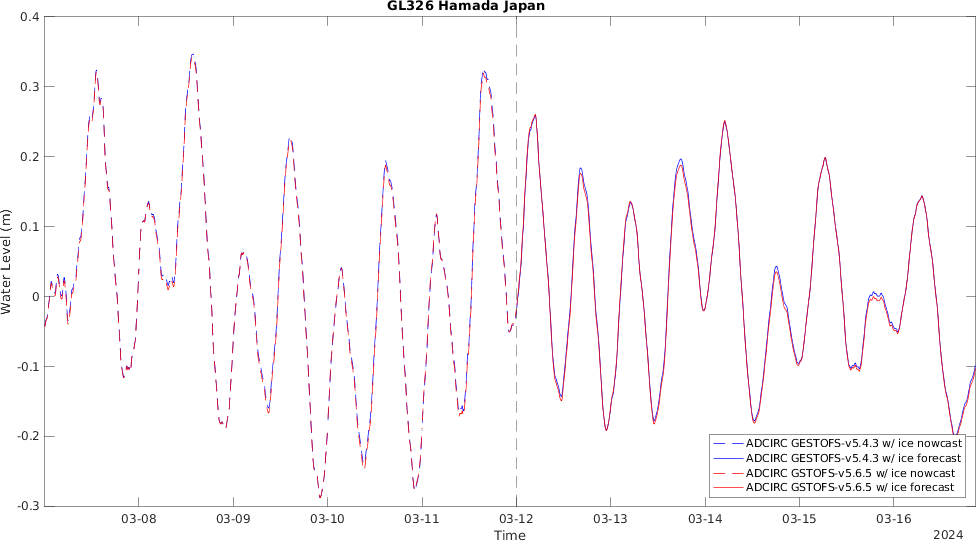 GL326 Hamada Japan
0.4
0.3
0.2
0.1
0
-0.1
-0.2
-0.3
Water Level (m)
ADCIRC GESTOFS-v5.4.3 w/ ice nowcast
ADCIRC GESTOFS-v5.4.3 w/ ice forecast
ADCIRC GSTOFS-v5.6.5 w/ ice nowcast
ADCIRC GSTOFS-v5.6.5 w/ ice forecast
03-08 03-09 03-10 03-11 03-12 03-13 03-14 03-15 03-16
Time
2024